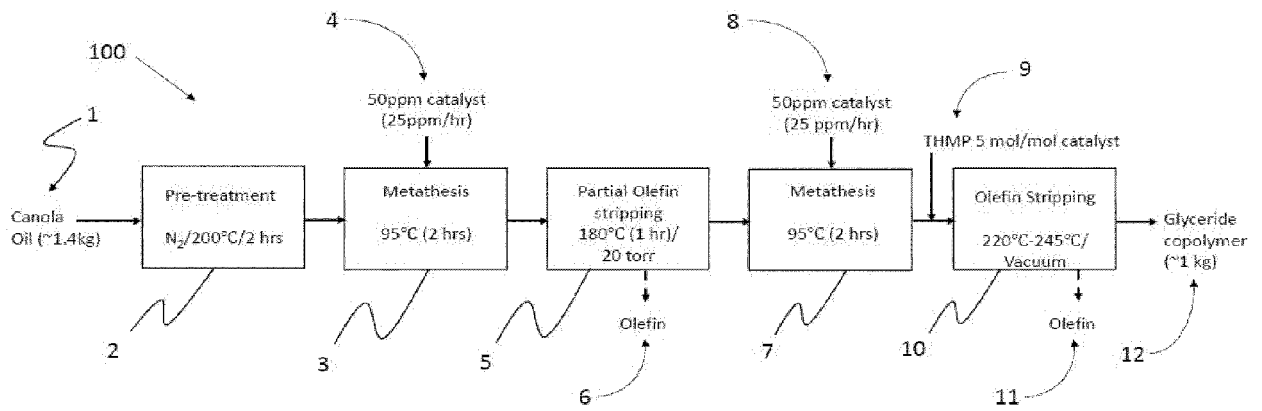 4
8
100
9
1
50ppm catalyst
(25ppm/hr)
50ppm catalyst
(25 ppm/hr)
THMP 5 mol/mol catalyst
Canola
Oil (~1.4kg)
Pre-treatment
N₂/200°C/2 hrs
Metathesis
95°C (2 hrs)
Partial Olefin
stripping
180°C (1 hr)/
20 torr
Metathesis
95°C (2 hrs)
Olefin Stripping
220°C-245°C/
Vacuum
Glyceride
copolymer
(~1 kg)
Olefin
Olefin
2
3
5
6
7
10
11
12